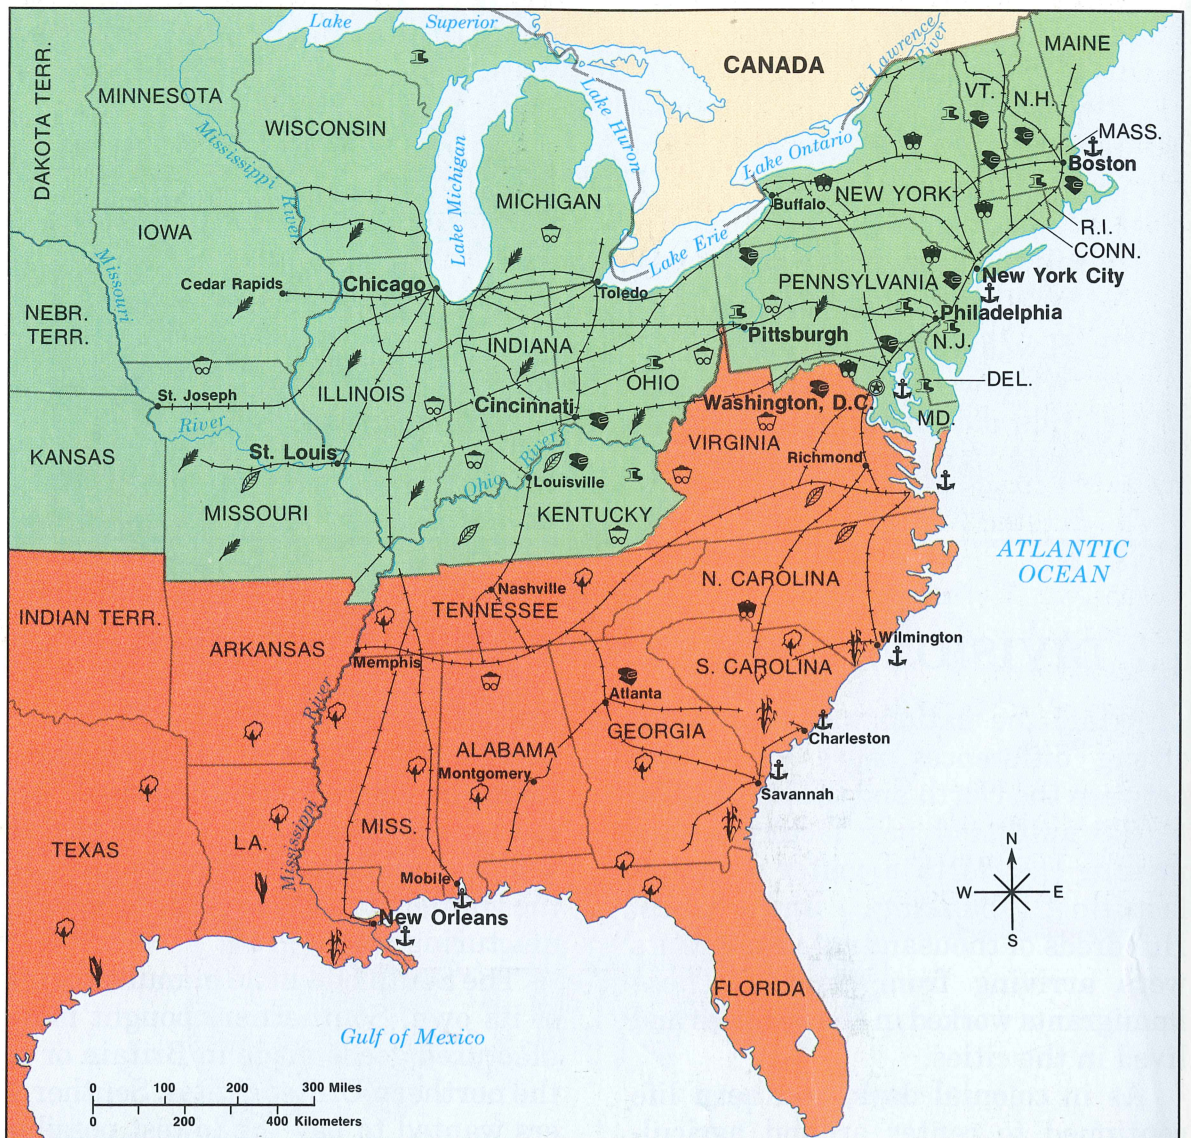 Lake Superior
CANADA
St. Lawrence River
MAINE
VT.
N.H.
DAKOTA TERR.
MINNESOTA
WISCONSIN
Mississippi River
Lake Michigan
Lake Huron
Lake Ontario
MASS.
Boston
MICHIGAN
Buffalo
NEW YORK
R.I.
CONN.
IOWA
Missouri
Lake Erie
Cedar Rapids
Chicago
Toledo
PENNSYLVANIA
New York City
NEBR.
TERR.
Philadelphia
Pittsburgh
N.J.
INDIANA
OHIO
ILLINOIS
St. Joseph
River
Cincinnati
Washington, D.C.
DEL.
MD.
KANSAS
St. Louis
VIRGINIA
Richmond
Ohio River
Louisville
MISSOURI
KENTUCKY
ATLANTIC
OCEAN
INDIAN TERR.
Nashville
TENNESSEE
N. CAROLINA
ARKANSAS
Memphis
Wilmington
S. CAROLINA
River
Atlanta
GEORGIA
Charleston
ALABAMA
Montgomery
Savannah
MISS.
TEXAS
LA.
Mississippi
Mobile
New Orleans
N
W
E
S
FLORIDA
Gulf of Mexico
0 100 200 300 Miles
0 200 400 Kilometers